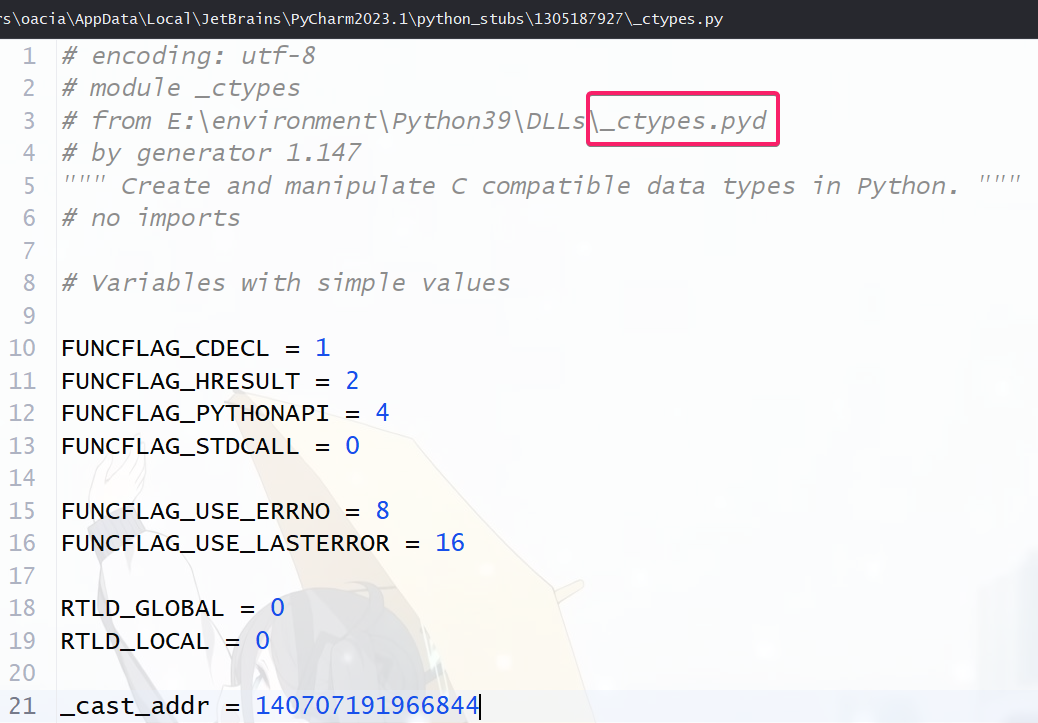 rs\oacia\AppData\Local\JetBrains\PyCharm2023.1\python_stubs\1305187927\_ctypes.py
1 # encoding: utf-8
2 # module _ctypes
3 # from E:\environment\Python39\DLLs\_ctypes.pyd
4 # by generator 1.147
5 """ Create and manipulate C compatible data types in Python. """
6 # no imports
7
8 # Variables with simple values
9
10 FUNCFLAG_CDECL = 1
11 FUNCFLAG_HRESULT = 2
12 FUNCFLAG_PYTHONAPI = 4
13 FUNCFLAG_STDCALL = 0
14
15 FUNCFLAG_USE_ERRNO = 8
16 FUNCFLAG_USE_LASTERROR = 16
17
18 RTLD_GLOBAL = 0
19 RTLD_LOCAL = 0
20
21 _cast_addr = 140707191966844